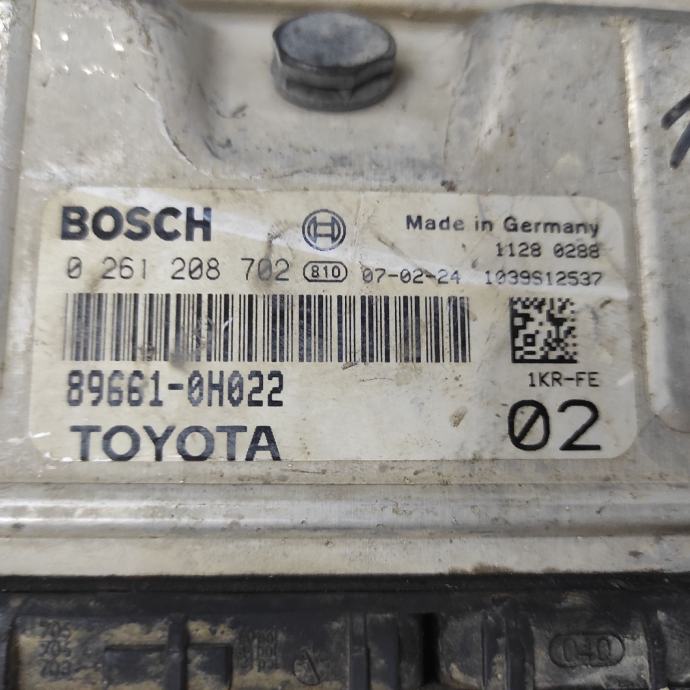 BOSCH Made in Germany
1128 0288
0 261 208 702 810 07-02-24 1039S12537
89661-0H022 1KR-FE
TOYOTA 02
040